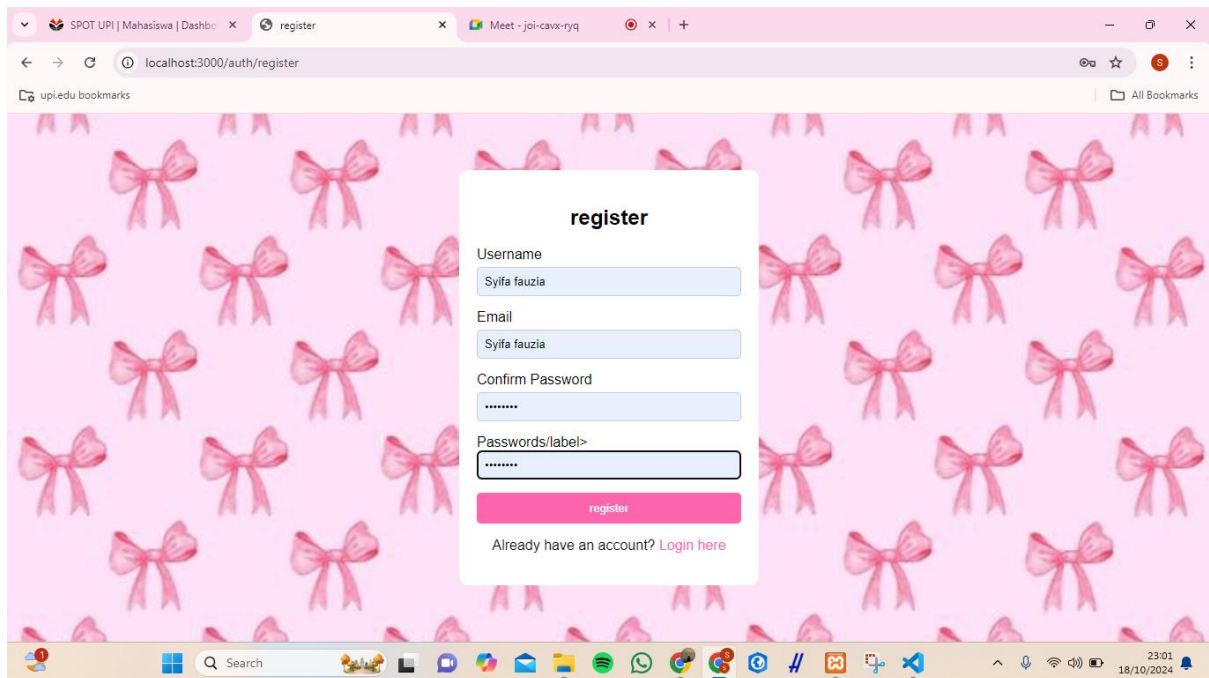 SPOT UPI | Mahasiswa | Dashbo
register
Meet - joi-cavx-ryq
localhost:3000/auth/register
S
upi.edu bookmarks
All Bookmarks
register
Username
Syifa fauzia
Email
Syifa fauzia
Confirm Password
••••••••
Passwords/label>
••••••••
register
Already have an account? Login here
1
Search
23:01
18/10/2024